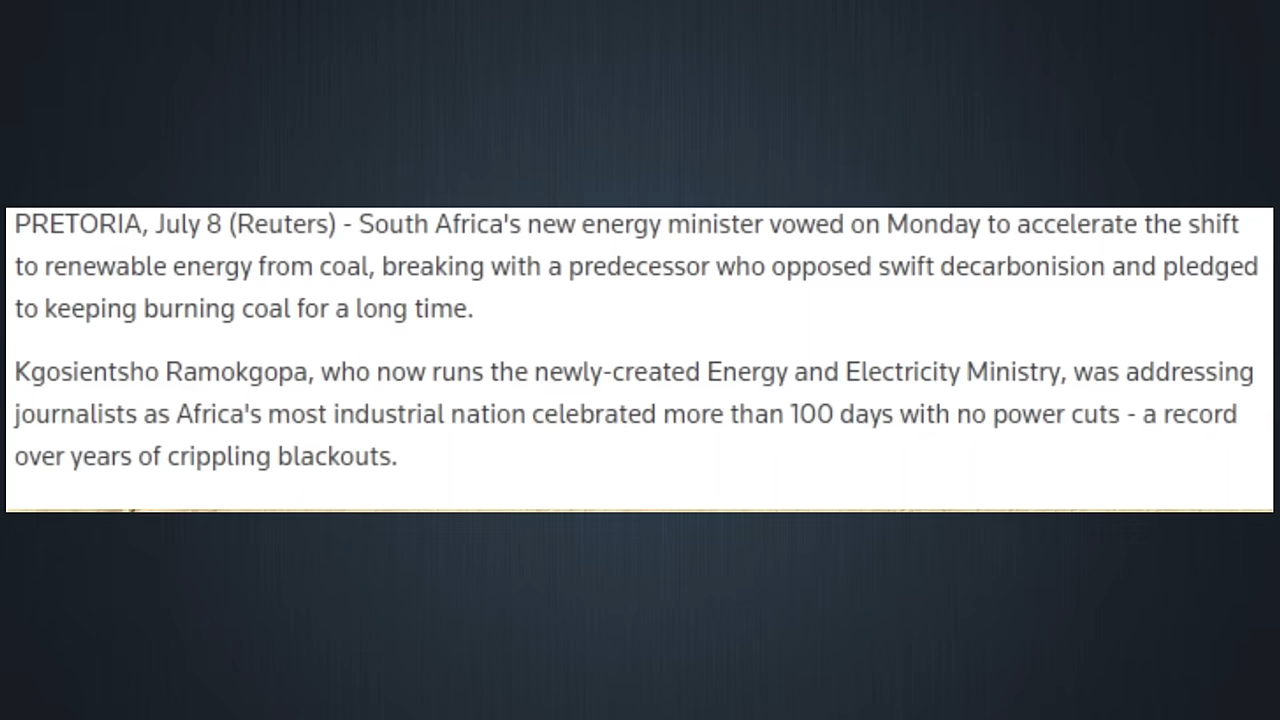 PRETORIA, July 8 (Reuters) - South Africa's new energy minister vowed on Monday to accelerate the shift
to renewable energy from coal, breaking with a predecessor who opposed swift decarbonision and pledged
to keeping burning coal for a long time.
Kgosientsho Ramokgopa, who now runs the newly-created Energy and Electricity Ministry, was addressing
journalists as Africa's most industrial nation celebrated more than 100 days with no power cuts - a record
over years of crippling blackouts.